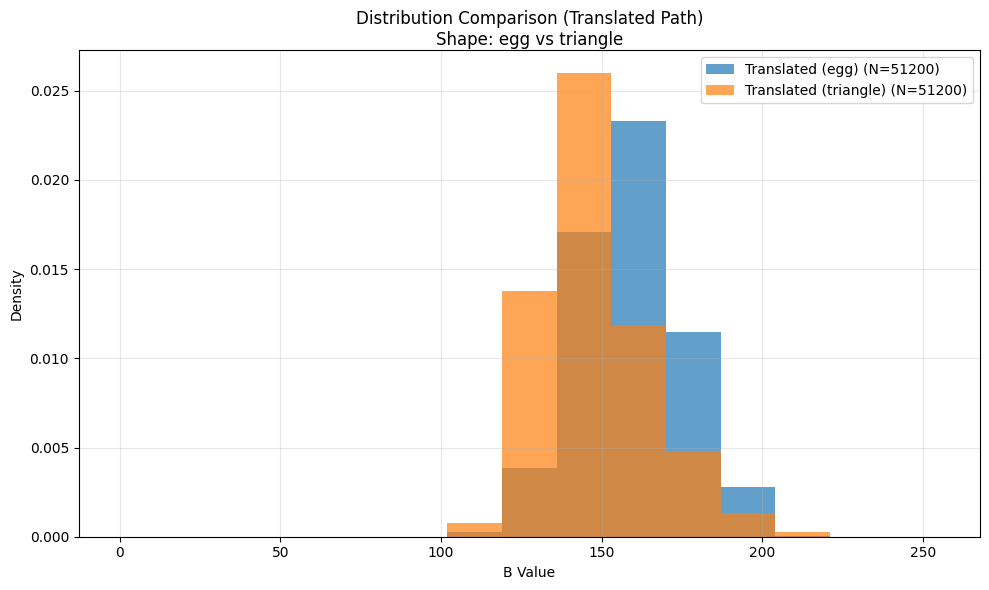 Distribution Comparison (Translated Path)
Shape: egg vs triangle
Translated (egg) (N=51200)
Translated (triangle) (N=51200)
0.025
0.020
0.015
0.010
0.005
0.000
Density
0 50 100 150 200 250
B Value